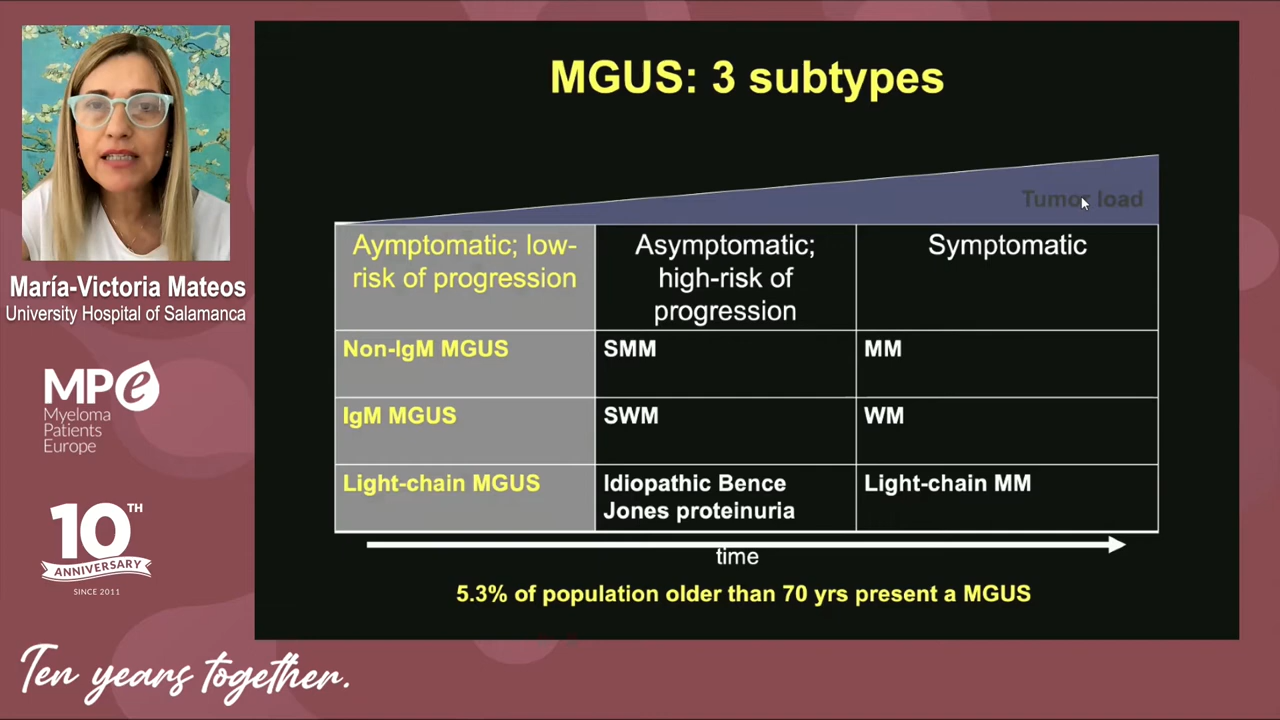 MGUS: 3 subtypes
Tumor load
Aymptomatic; low-
risk of progression
Asymptomatic;
high-risk of
progression
Symptomatic
Non-IgM MGUS
SMM
MM
IgM MGUS
SWM
WM
Light-chain MGUS
Idiopathic Bence
Jones proteinuria
Light-chain MM
time
5.3% of population older than 70 yrs present a MGUS
María-Victoria Mateos
University Hospital of Salamanca
MPe
Myeloma
Patients
Europe
10TH
ANNIVERSARY
SINCE 2011
Ten years together.